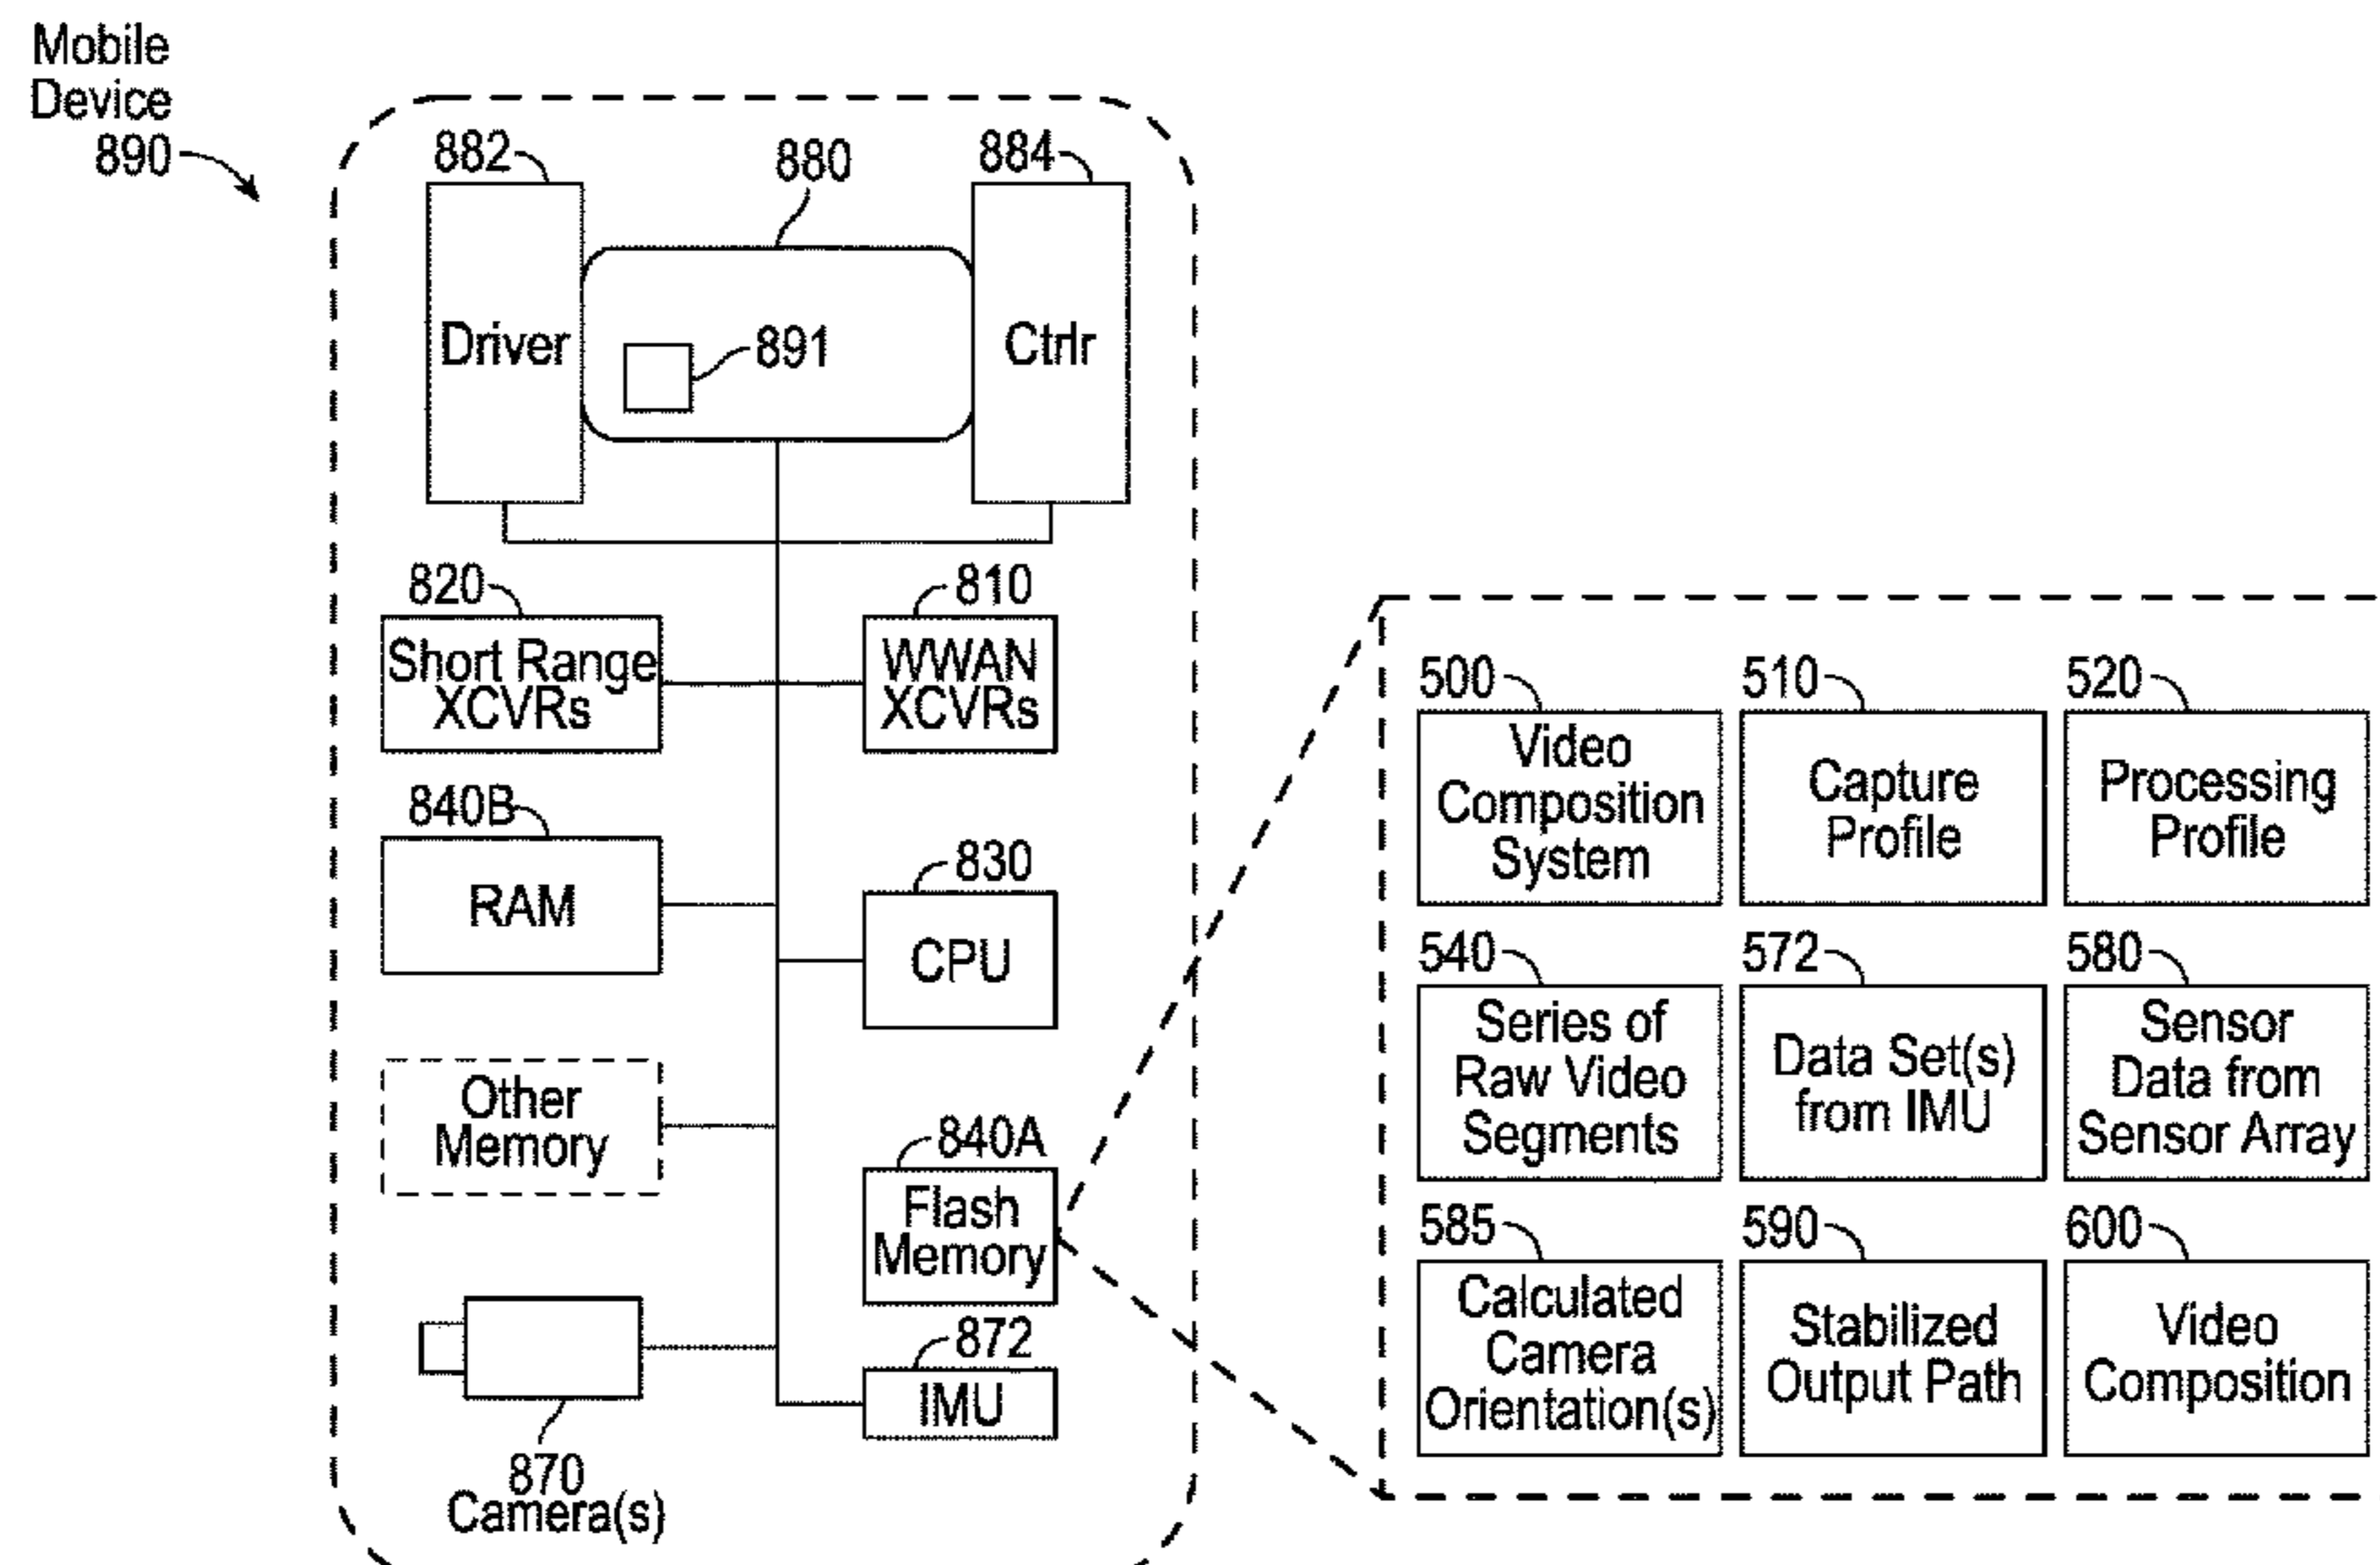 Mobile
Device
890
882
880
884
Driver
891
Ctrlr
820
810
Short Range
XCVRs
WWAN
XCVRs
840B
RAM
830
CPU
Other
Memory
840A
Flash
Memory
872
IMU
870
Camera(s)
500
510
520
Video
Composition
System
Capture
Profile
Processing
Profile
540
572
580
Series of
Raw Video
Segments
Data Set(s)
from IMU
Sensor
Data from
Sensor Array
585
590
600
Calculated
Camera
Orientation(s)
Stabilized
Output Path
Video
Composition